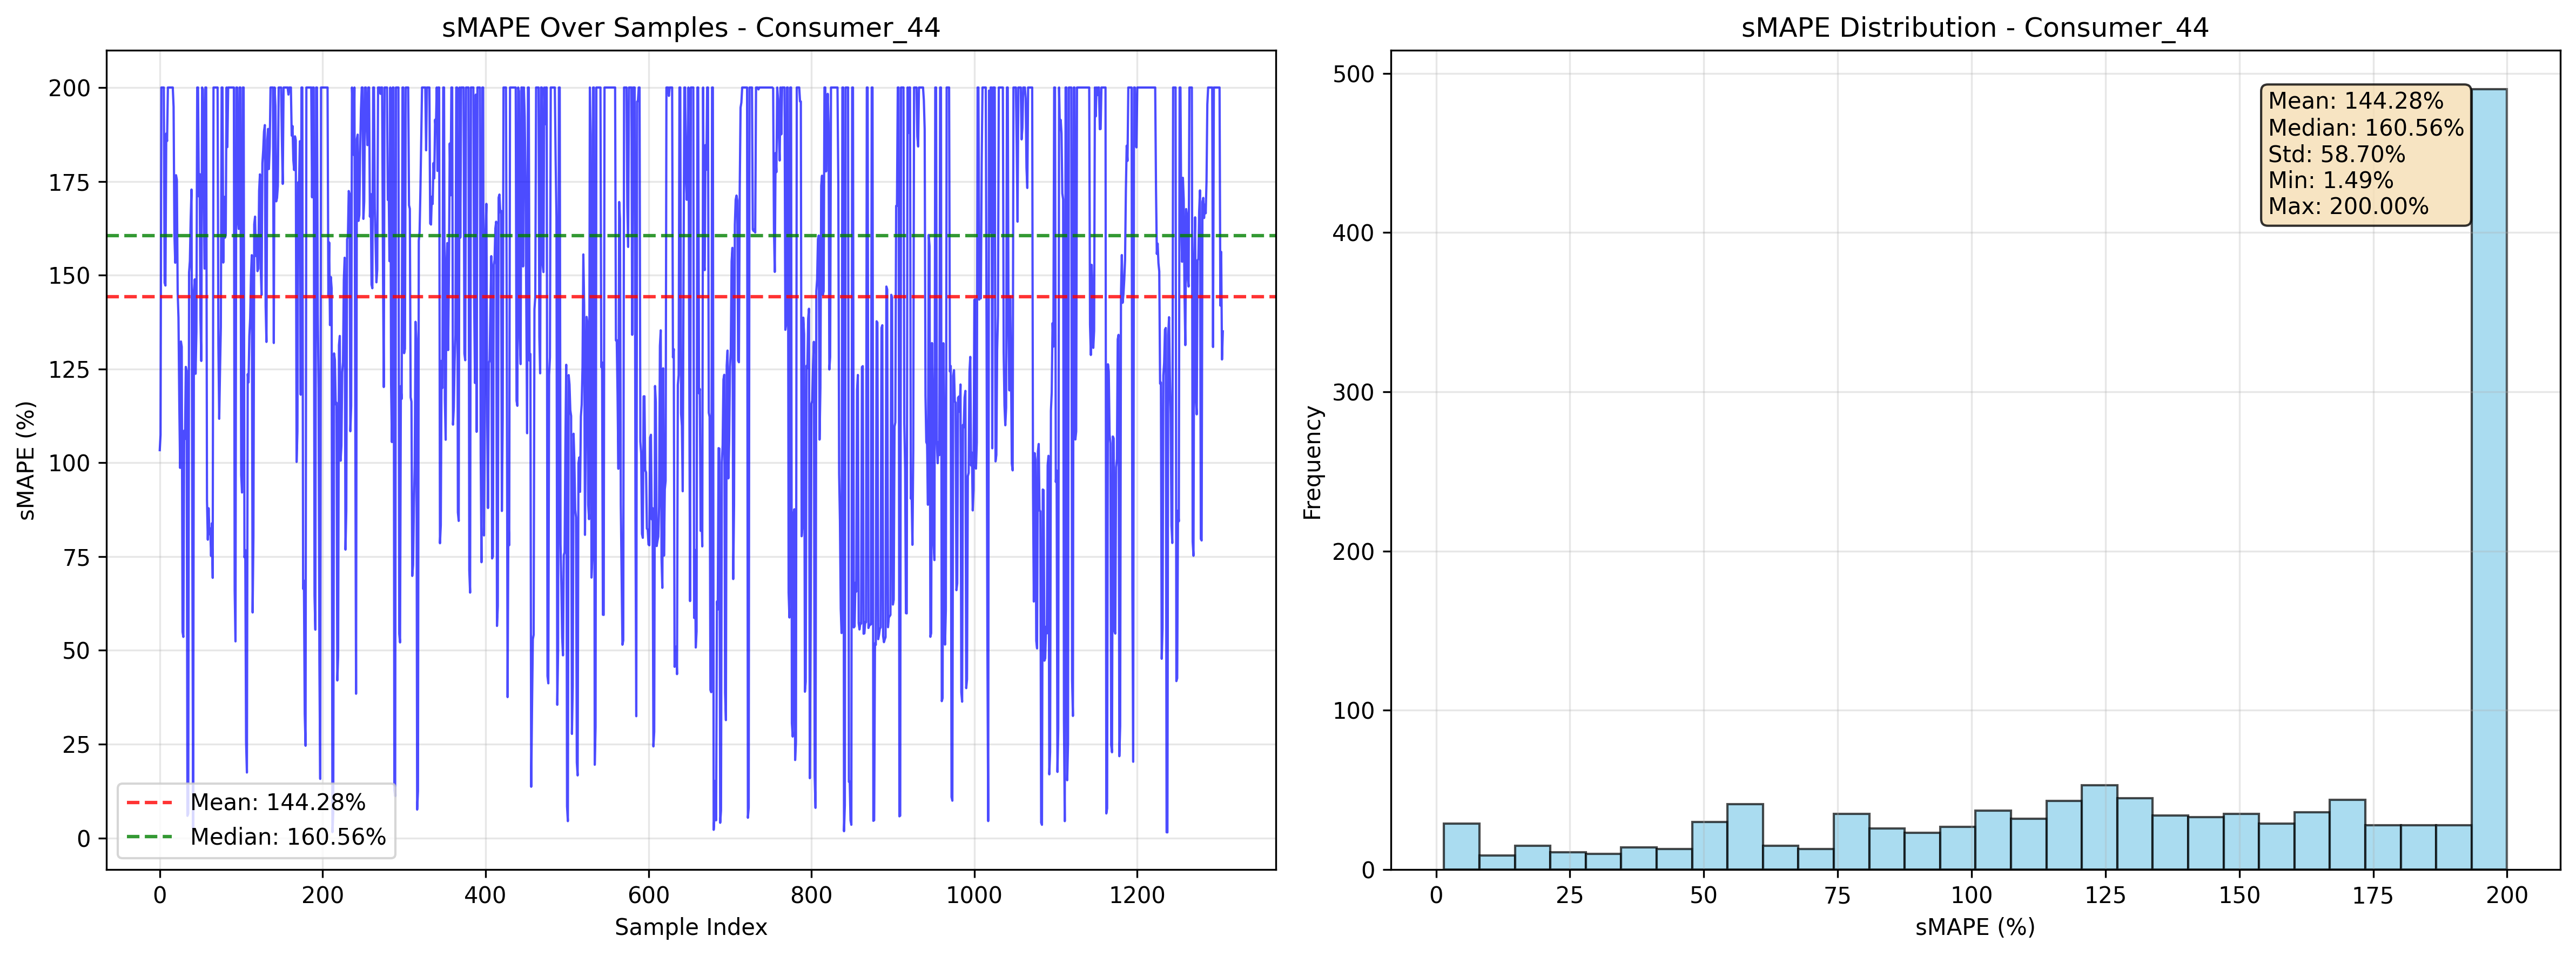 sMAPE Over Samples - Consumer_44
sMAPE (%)
200
175
150
125
100
75
50
25
0
Mean: 144.28%
Median: 160.56%
0
200
400
600
800
1000
1200
Sample Index
sMAPE Distribution - Consumer_44
Frequency
500
400
300
200
100
0
Mean: 144.28%
Median: 160.56%
Std: 58.70%
Min: 1.49%
Max: 200.00%
0
25
50
75
100
125
150
175
200
sMAPE (%)